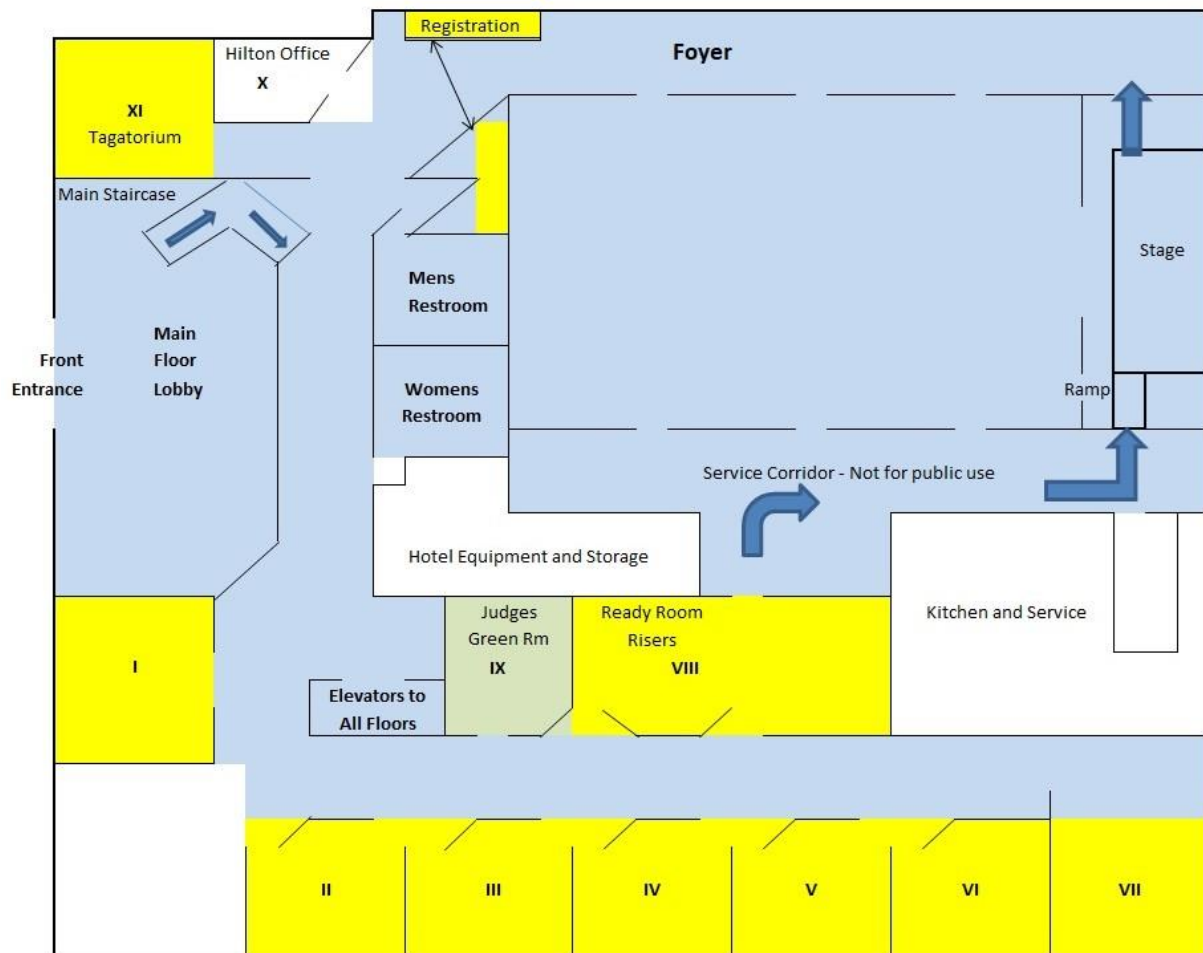 Registration
Foyer
Hilton Office
X
XI
Tagatorium
Main Staircase
Stage
Mens
Restroom
Main
Floor
Lobby
Front
Entrance
Womens
Restroom
Ramp
Service Corridor - Not for public use
Hotel Equipment and Storage
Judges
Green Rm
IX
Ready Room
Risers
VIII
Kitchen and Service
I
Elevators to
All Floors
II
III
IV
V
VI
VII